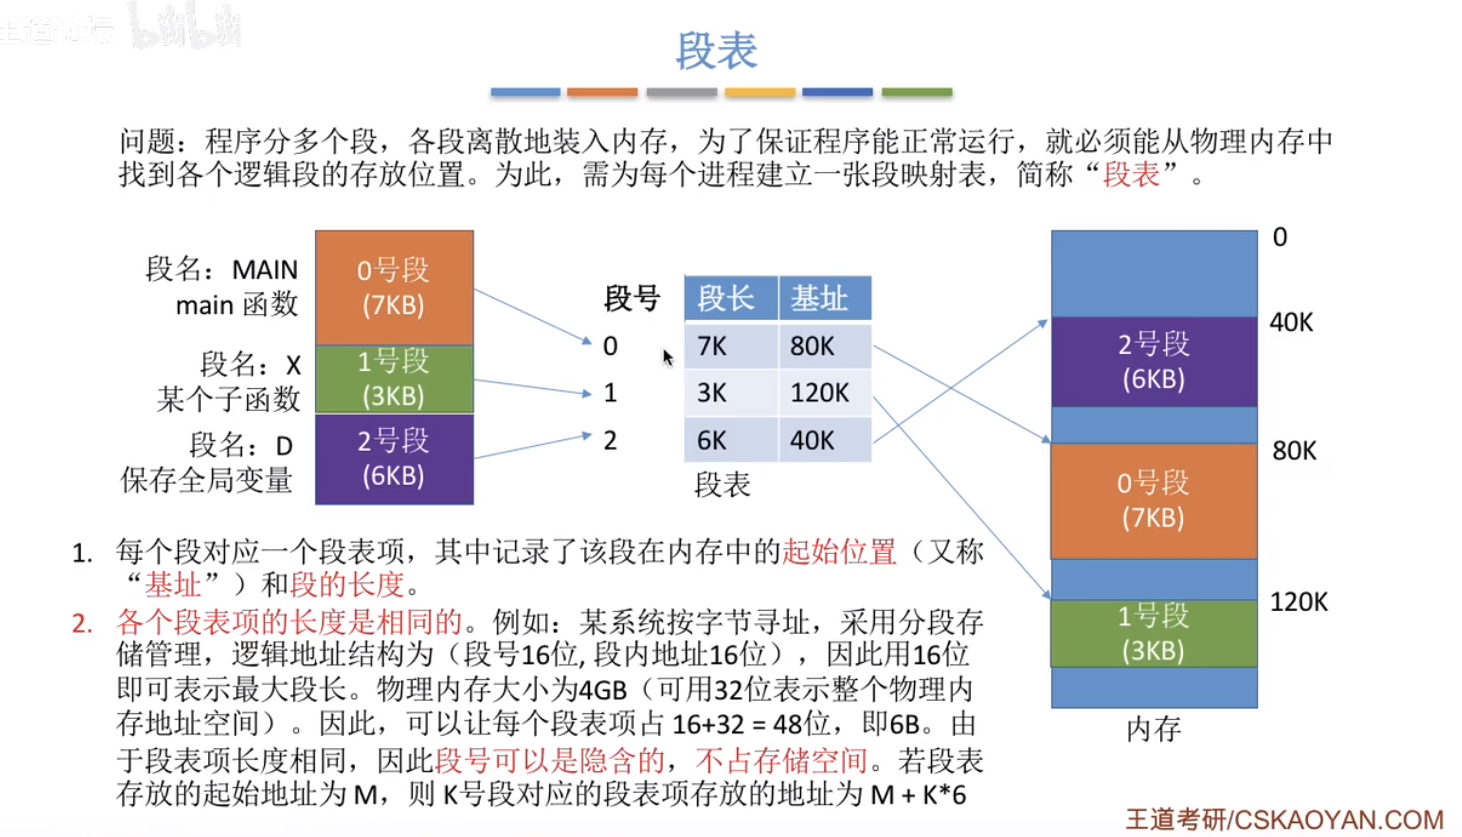 王道论坛 bilibili
段表
问题：程序分多个段，各段离散地装入内存，为了保证程序能正常运行，就必须能从物理内存中
找到各个逻辑段的存放位置。为此，需为每个进程建立一张段映射表，简称“段表”。
段名：MAIN
main 函数
段名：X
某个子函数
段名：D
保存全局变量
0号段
(7KB)
1号段
(3KB)
2号段
(6KB)
段号 段长 基址
0 7K 80K
1 3K 120K
2 6K 40K
段表
0
40K
2号段
(6KB)
80K
0号段
(7KB)
120K
1号段
(3KB)
内存
1. 每个段对应一个段表项，其中记录了该段在内存中的起始位置（又称
“基址”）和段的长度。
2. 各个段表项的长度是相同的。例如：某系统按字节寻址，采用分段存
储管理，逻辑地址结构为（段号16位, 段内地址16位），因此用16位
即可表示最大段长。物理内存大小为4GB（可用32位表示整个物理内
存地址空间）。因此，可以让每个段表项占 16+32 = 48位，即6B。由
于段表项长度相同，因此段号可以是隐含的，不占存储空间。若段表
存放的起始地址为 M，则 K号段对应的段表项存放的地址为 M + K*6
王道考研/CSKAOYAN.COM